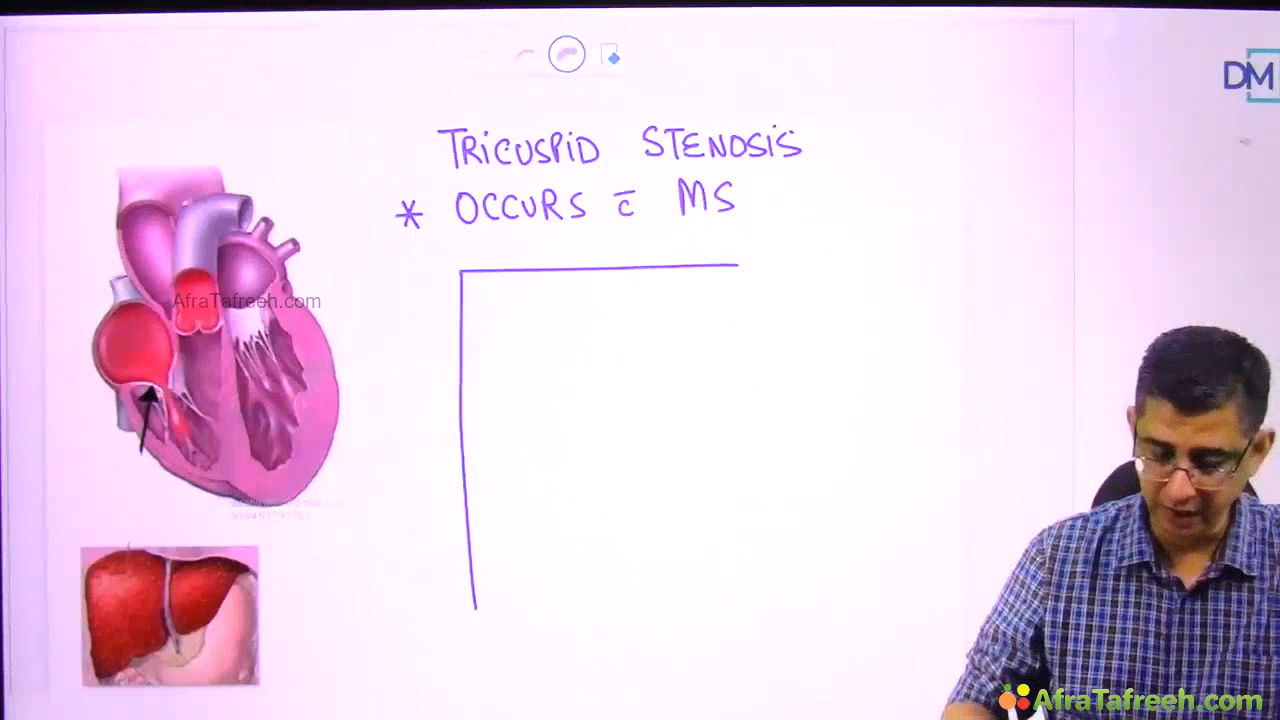 DM
TRICUSPID STENOSIS
* OCCURS c̄ MS
AfraTafreeh.com
AfraTafreeh.com